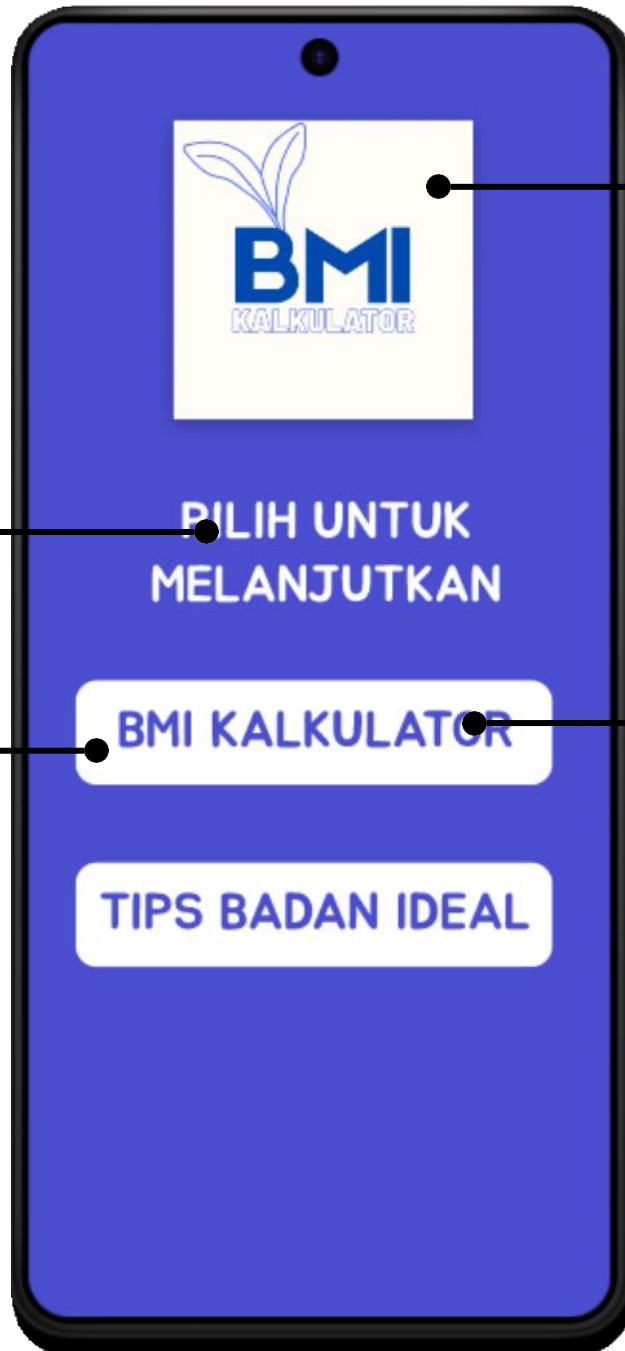 BMI
KALKULATOR
PILIH UNTUK
MELANJUTKAN
BMI KALKULATOR
TIPS BADAN IDEAL